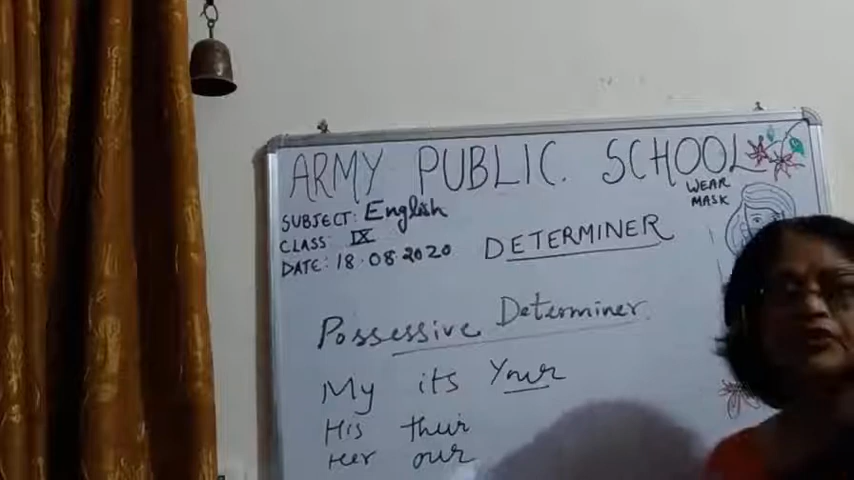 ARMY PUBLIC. SCHOOL
WEAR
MASK
SUBJECT: English
CLASS IX
DATE: 18.08.2020
DETERMINER
Possessive Determiner
My its Your
His their
Her our